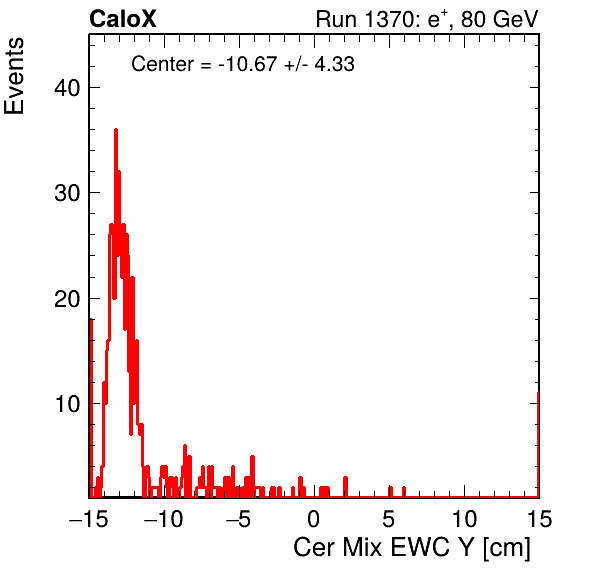 CaloX Run 1370: e⁺, 80 GeV
Center = -10.67 +/- 4.33
Events
40
30
20
10
−15 −10 −5 0 5 10 15
Cer Mix EWC Y [cm]